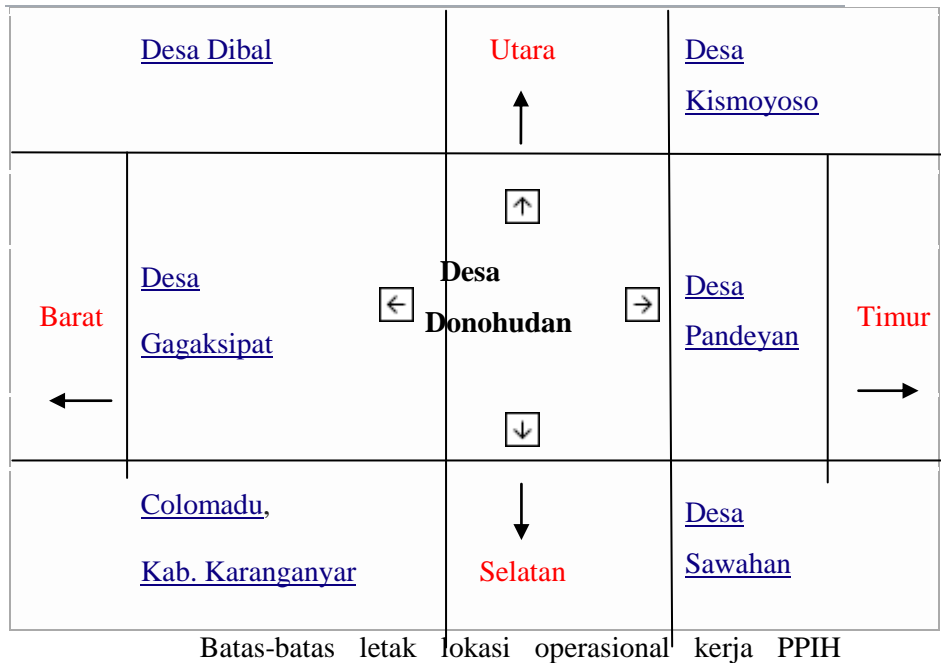 Desa Dibal
Utara
Desa
Kismoyoso
Barat
Desa
Gagaksipat
Desa
Donohudan
Desa
Pandeyan
Timur
Colomadu,
Kab. Karanganyar
Selatan
Desa
Sawahan
Batas-batas letak lokasi operasional kerja PPIH